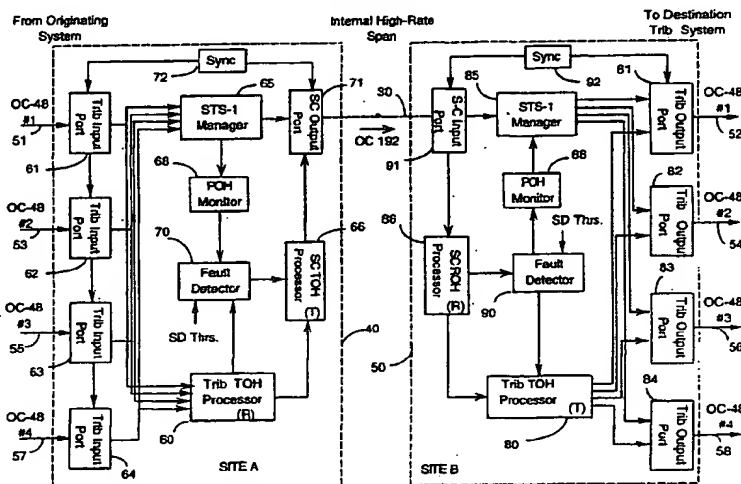 From Originating
System
Internal High-Rate
Span
To Destination
Trib System
Sync
72
65
71
30
OC 192
Sync
92
85
81
OC-48
#1
51
Trib Input
Port
61
STS-1
Manager
SC Output
Port
S-C Input
Port
91
STS-1
Manager
Trib Output
Port
OC-48
#1
52
68
POH
Monitor
88
POH
Monitor
82
OC-48
#2
53
Trib Input
Port
62
70
Fault
Detector
SD Thrs.
66
SCTOH
Processor
(T)
86
SCROH
Processor
(R)
SD Thrs.
Fault
Detector
90
Trib Output
Port
OC-48
#2
54
83
OC-48
#3
55
Trib Input
Port
63
40
50
Trib Output
Port
OC-48
#3
56
Trib TOH
Processor
(R)
60
Trib TOH
Processor
(T)
80
84
OC-48
#4
57
Trib Input
Port
64
SITE A
SITE B
Trib Output
Port
OC-48
#4
58